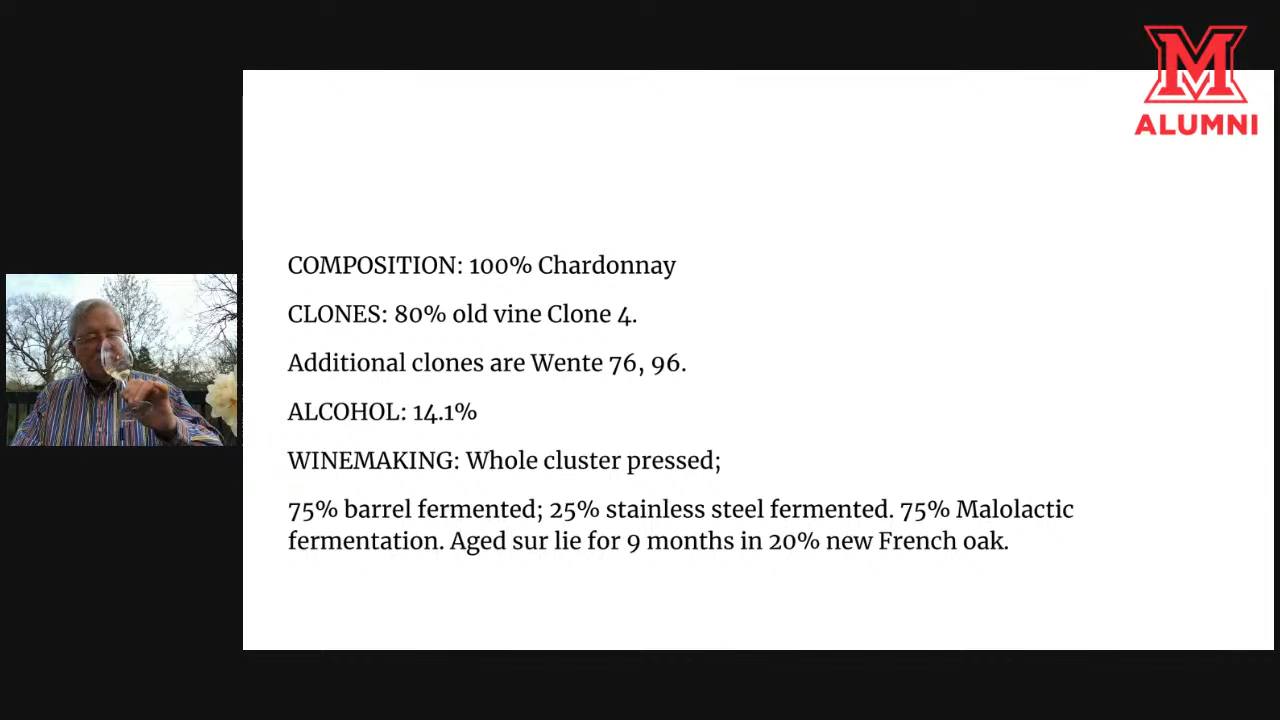 M
ALUMNI
COMPOSITION: 100% Chardonnay
CLONES: 80% old vine Clone 4.
Additional clones are Wente 76, 96.
ALCOHOL: 14.1%
WINEMAKING: Whole cluster pressed;
75% barrel fermented; 25% stainless steel fermented. 75% Malolactic
fermentation. Aged sur lie for 9 months in 20% new French oak.